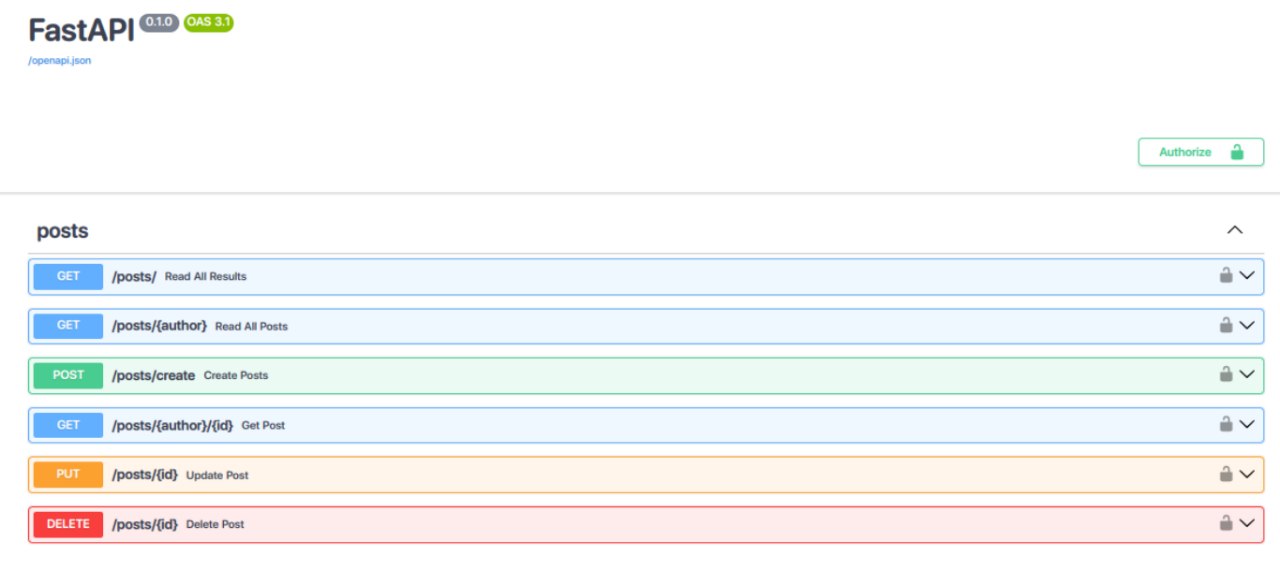 FastAPI 0.1.0 OAS 3.1
/openapi.json
Authorize
posts
GET /posts/ Read All Results
GET /posts/{author} Read All Posts
POST /posts/create Create Posts
GET /posts/{author}/{id} Get Post
PUT /posts/{id} Update Post
DELETE /posts/{id} Delete Post